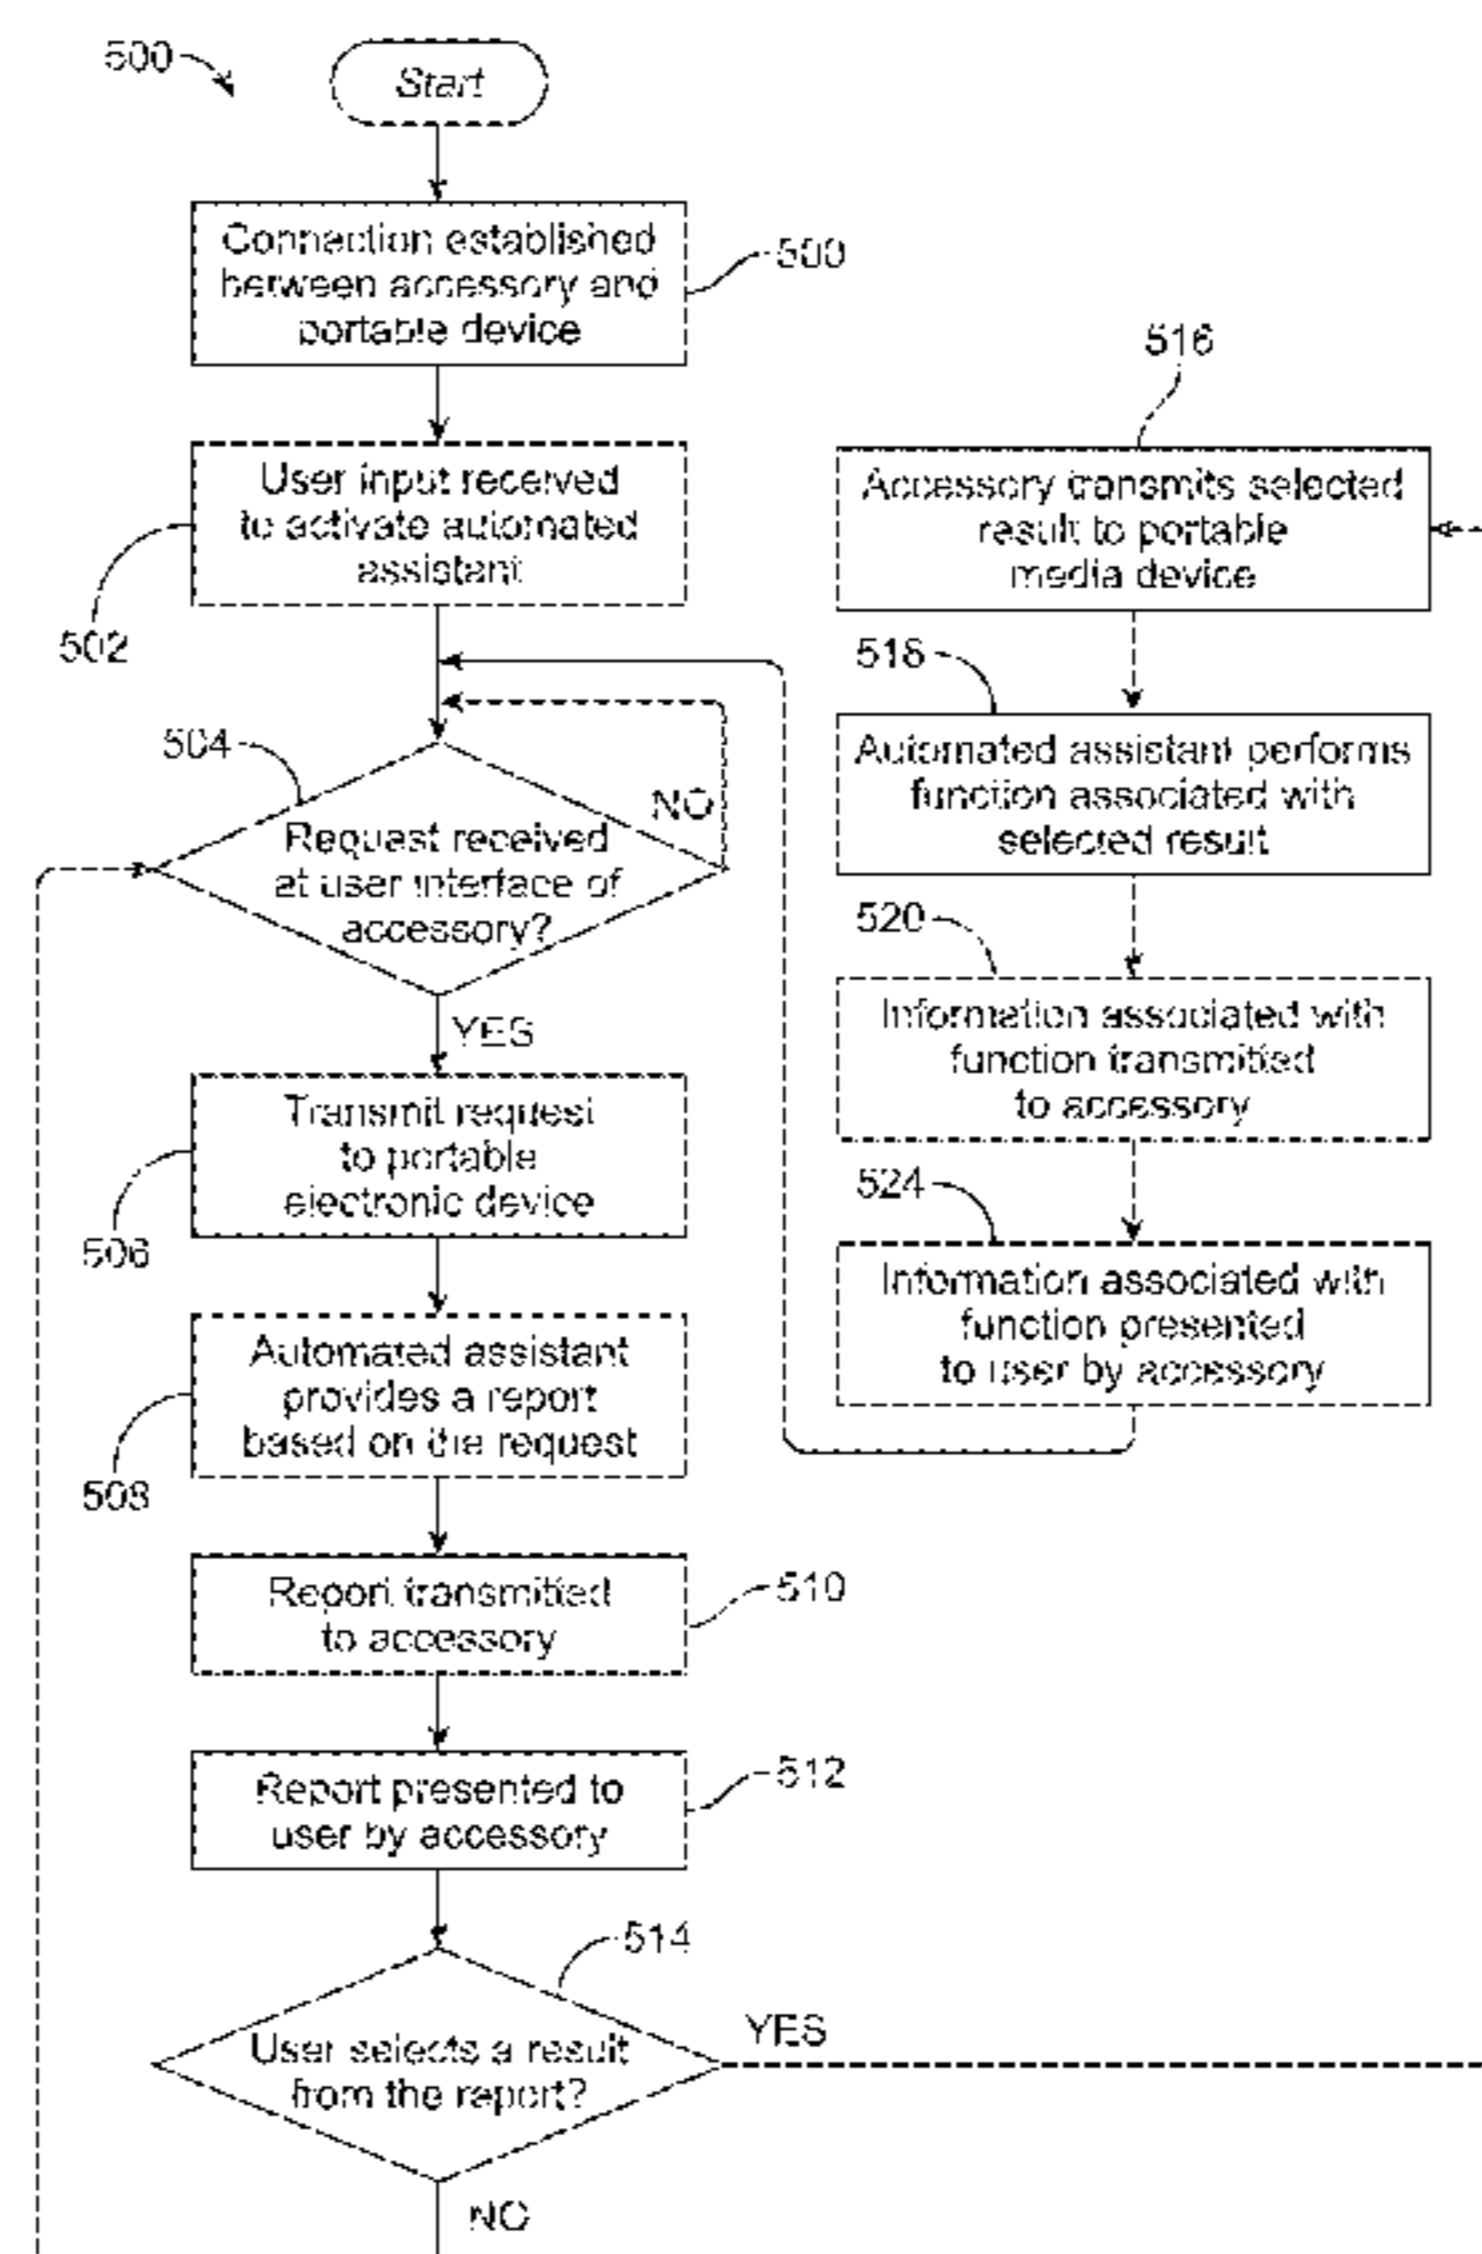 500
Start
Connection established
between accessory and
portable device
500
User input received
to activate automated
assistant
502
504
NO
Request received
at user interface of
accessory?
YES
Transmit request
to portable
electronic device
506
Automated assistant
provides a report
based on the request
508
Report transmitted
to accessory
510
Report presented to
user by accessory
512
514
User selects a result
from the report?
YES
NO
516
Accessory transmits selected
result to portable
media device
518
Automated assistant performs
function associated with
selected result
520
Information associated with
function transmitted
to accessory
524
Information associated with
function presented
to user by accessory